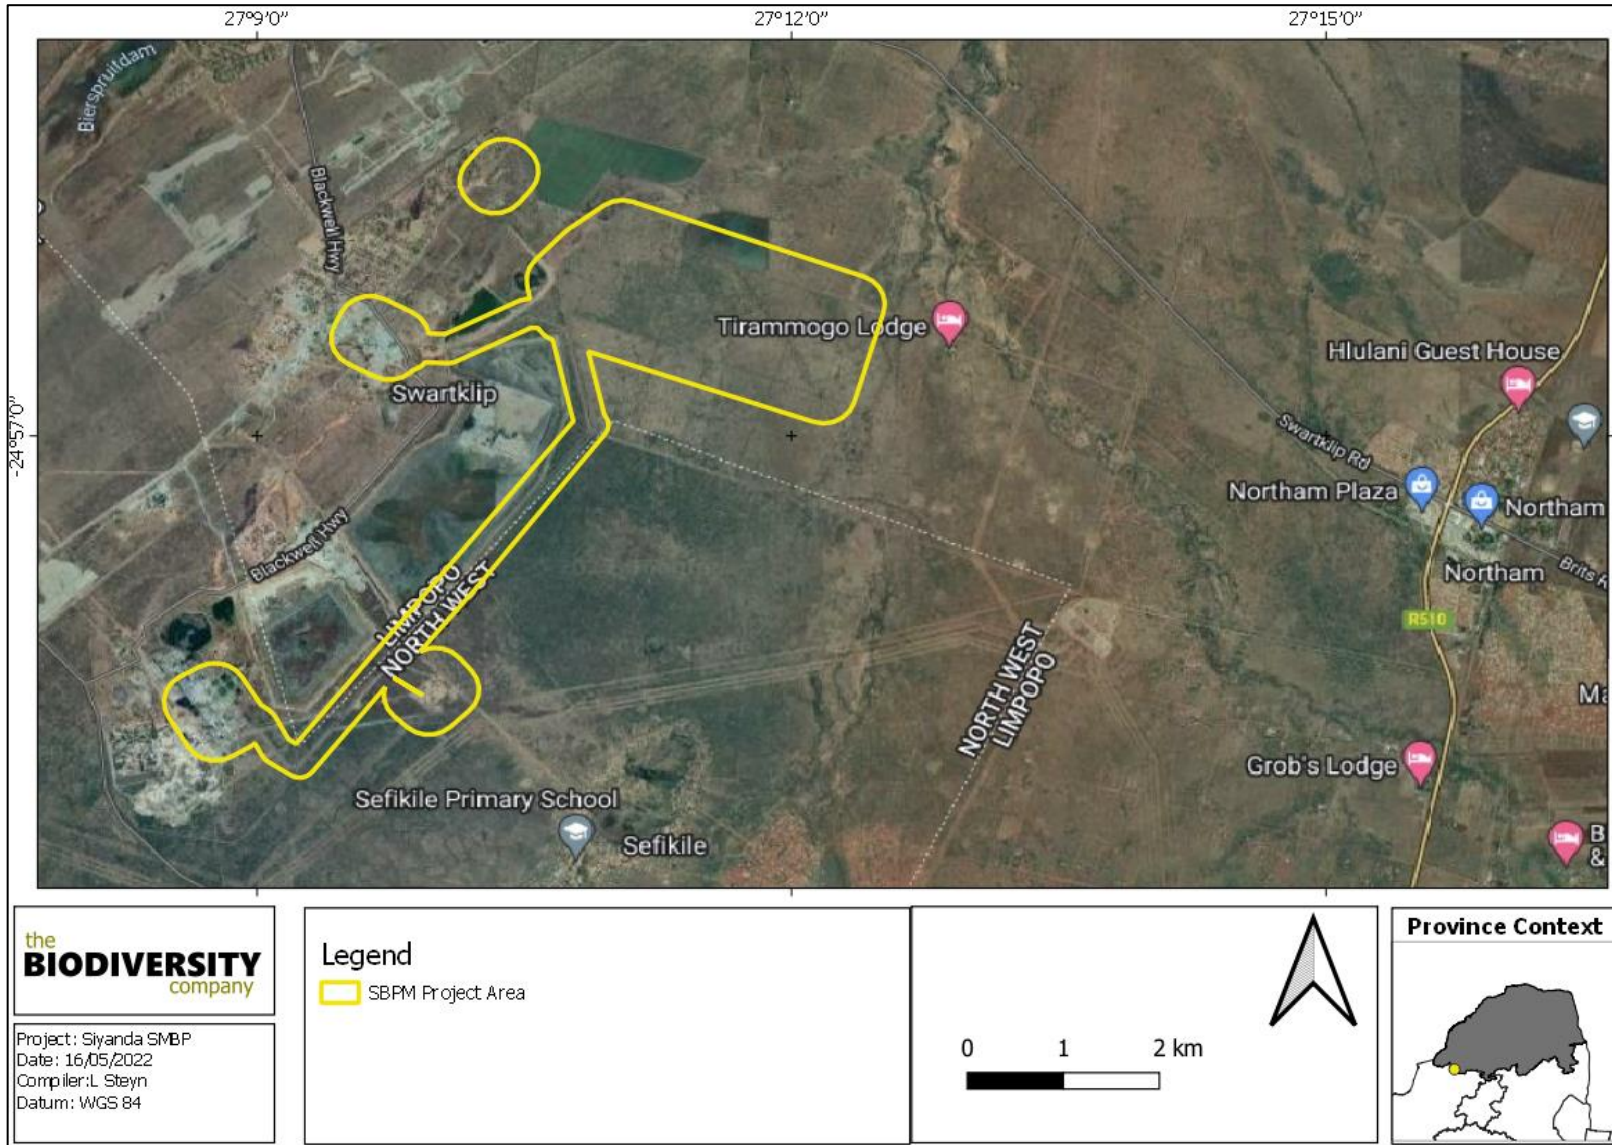 27°9'0"
27°12'0"
27°15'0"
Bierspruitdam
Blackwell Hwy
Tirammogo Lodge
Hlulani Guest House
Swartklip
-24°57'0"
Swartklip Rd
Northam Plaza
Northam
Blackwell Hwy
Northam
Brits R
LIMPOPO
NORTH WEST
R510
NORTH WEST
LIMPOPO
Ma
Grob's Lodge
Sefikile Primary School
Sefikile
B
&
the
BIODIVERSITY
company
Project: Siyanda SMBP
Date: 16/05/2022
Compiler:L Steyn
Datum: WGS 84
Legend
SBPM Project Area
0 1 2 km
Province Context